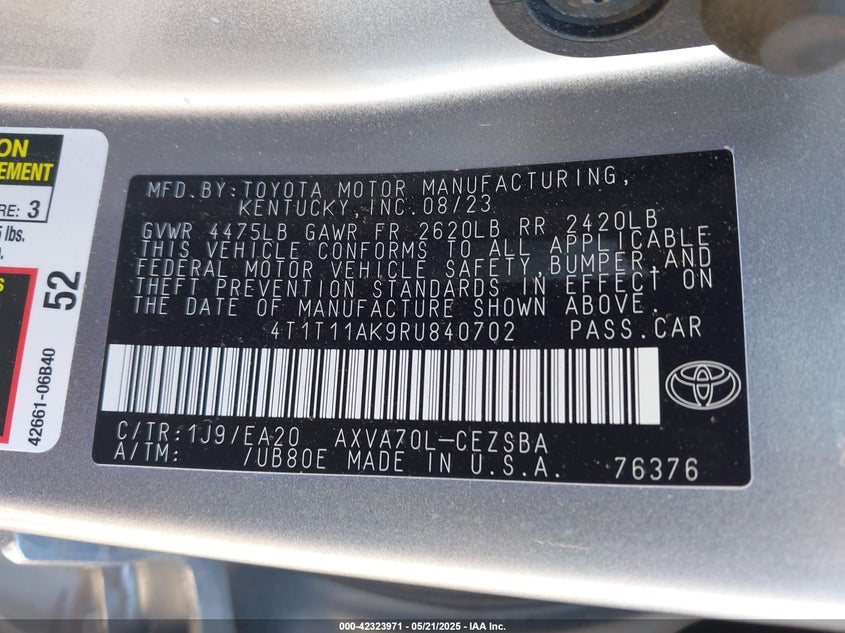 ON
EMENT
RE: 3
lbs.
52
42661-06B40
MFD. BY: TOYOTA MOTOR MANUFACTURING,
KENTUCKY, INC. 08/23
GVWR 4475LB GAWR FR 2620LB RR 2420LB
THIS VEHICLE CONFORMS TO ALL APPLICABLE
FEDERAL MOTOR VEHICLE SAFETY, BUMPER, AND
THEFT PREVENTION STANDARDS IN EFFECT ON
THE DATE OF MANUFACTURE SHOWN ABOVE.
4T1T11AK9RU840702 PASS.CAR
C/TR: 1J9/EA20 AXVA70L-CEZSBA
A/TM: /UB80E MADE IN U.S.A. 76376
000-42323971 - 05/21/2025 - IAA Inc.